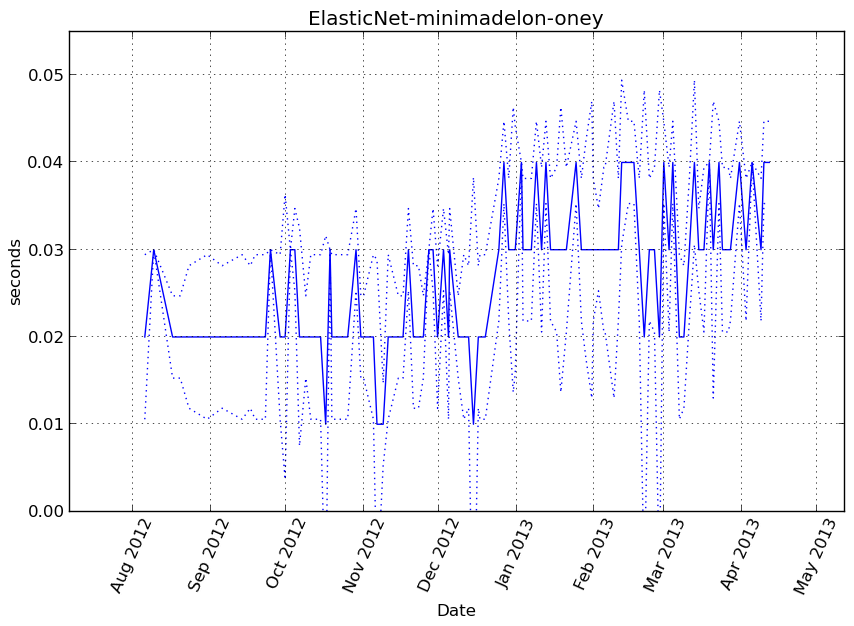 ElasticNet-minimadelon-oney
0.05
0.04
0.03
0.02
0.01
0.00
seconds
Aug 2012
Sep 2012
Oct 2012
Nov 2012
Dec 2012
Jan 2013
Feb 2013
Mar 2013
Apr 2013
May 2013
Date